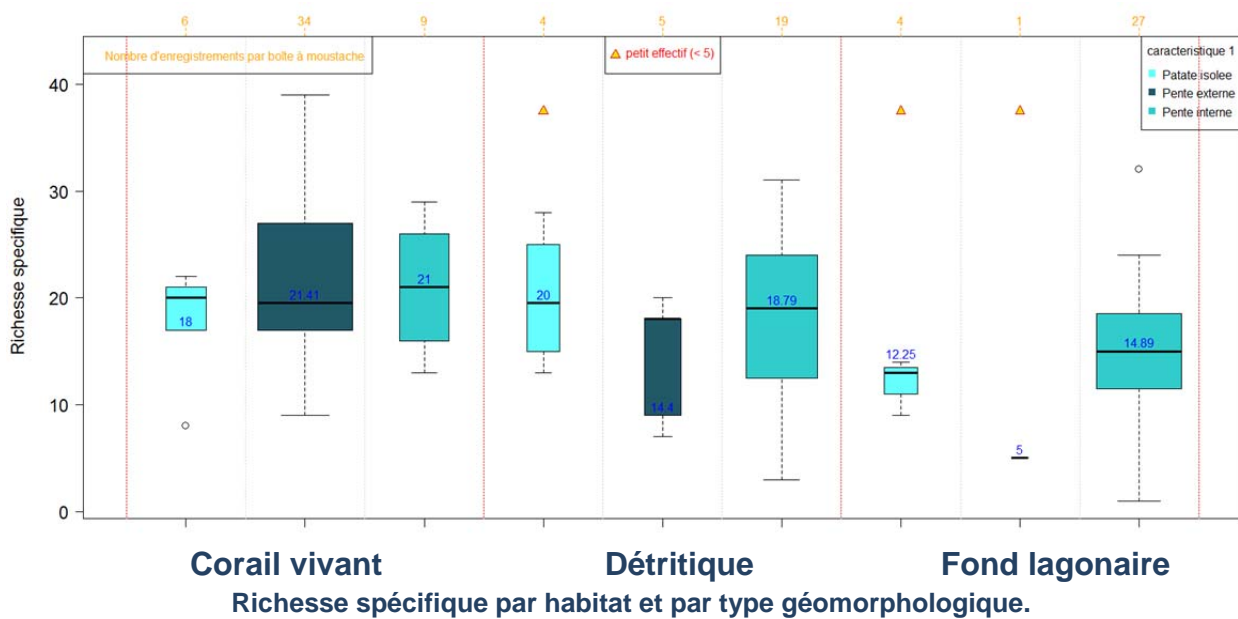 6 34 9 4 5 19 4 1 27
Nombre d'enregistrements par boîte à moustache
petit effectif (< 5)
caracteristique 1
Patate isolee
Pente externe
Pente interne
Richesse specifique
40
30
20
10
0
18 21.41 21 20 14.4 18.79 12.25 5 14.89
Corail vivant Détritique Fond lagonaire
Richesse spécifique par habitat et par type géomorphologique.